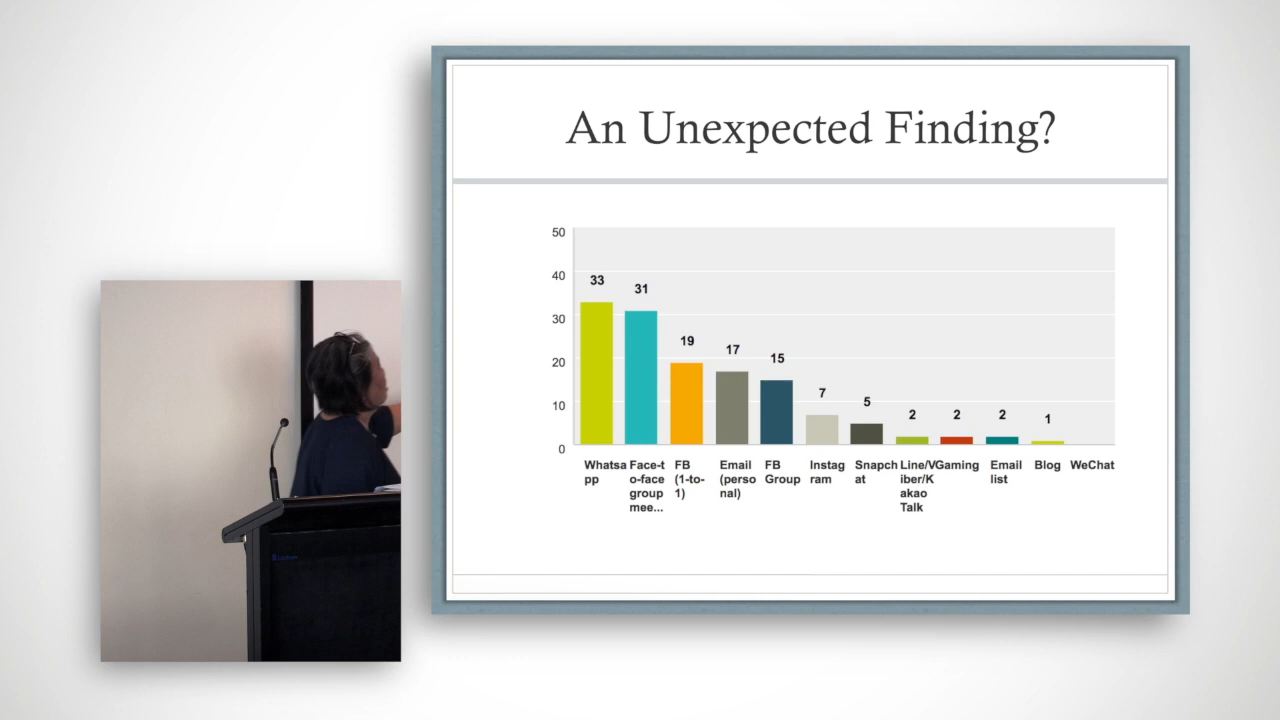 An Unexpected Finding?
50
40
30
20
10
0
33
31
19
17
15
7
5
2
2
2
1
Whatsa
pp
Face-t
o-face
group
mee...
FB
(1-to-
1)
Email
(perso
nal)
FB
Group
Instag
ram
Snapch
at
Line/V
iber/K
akao
Talk
Gaming
Email
list
Blog
WeChat